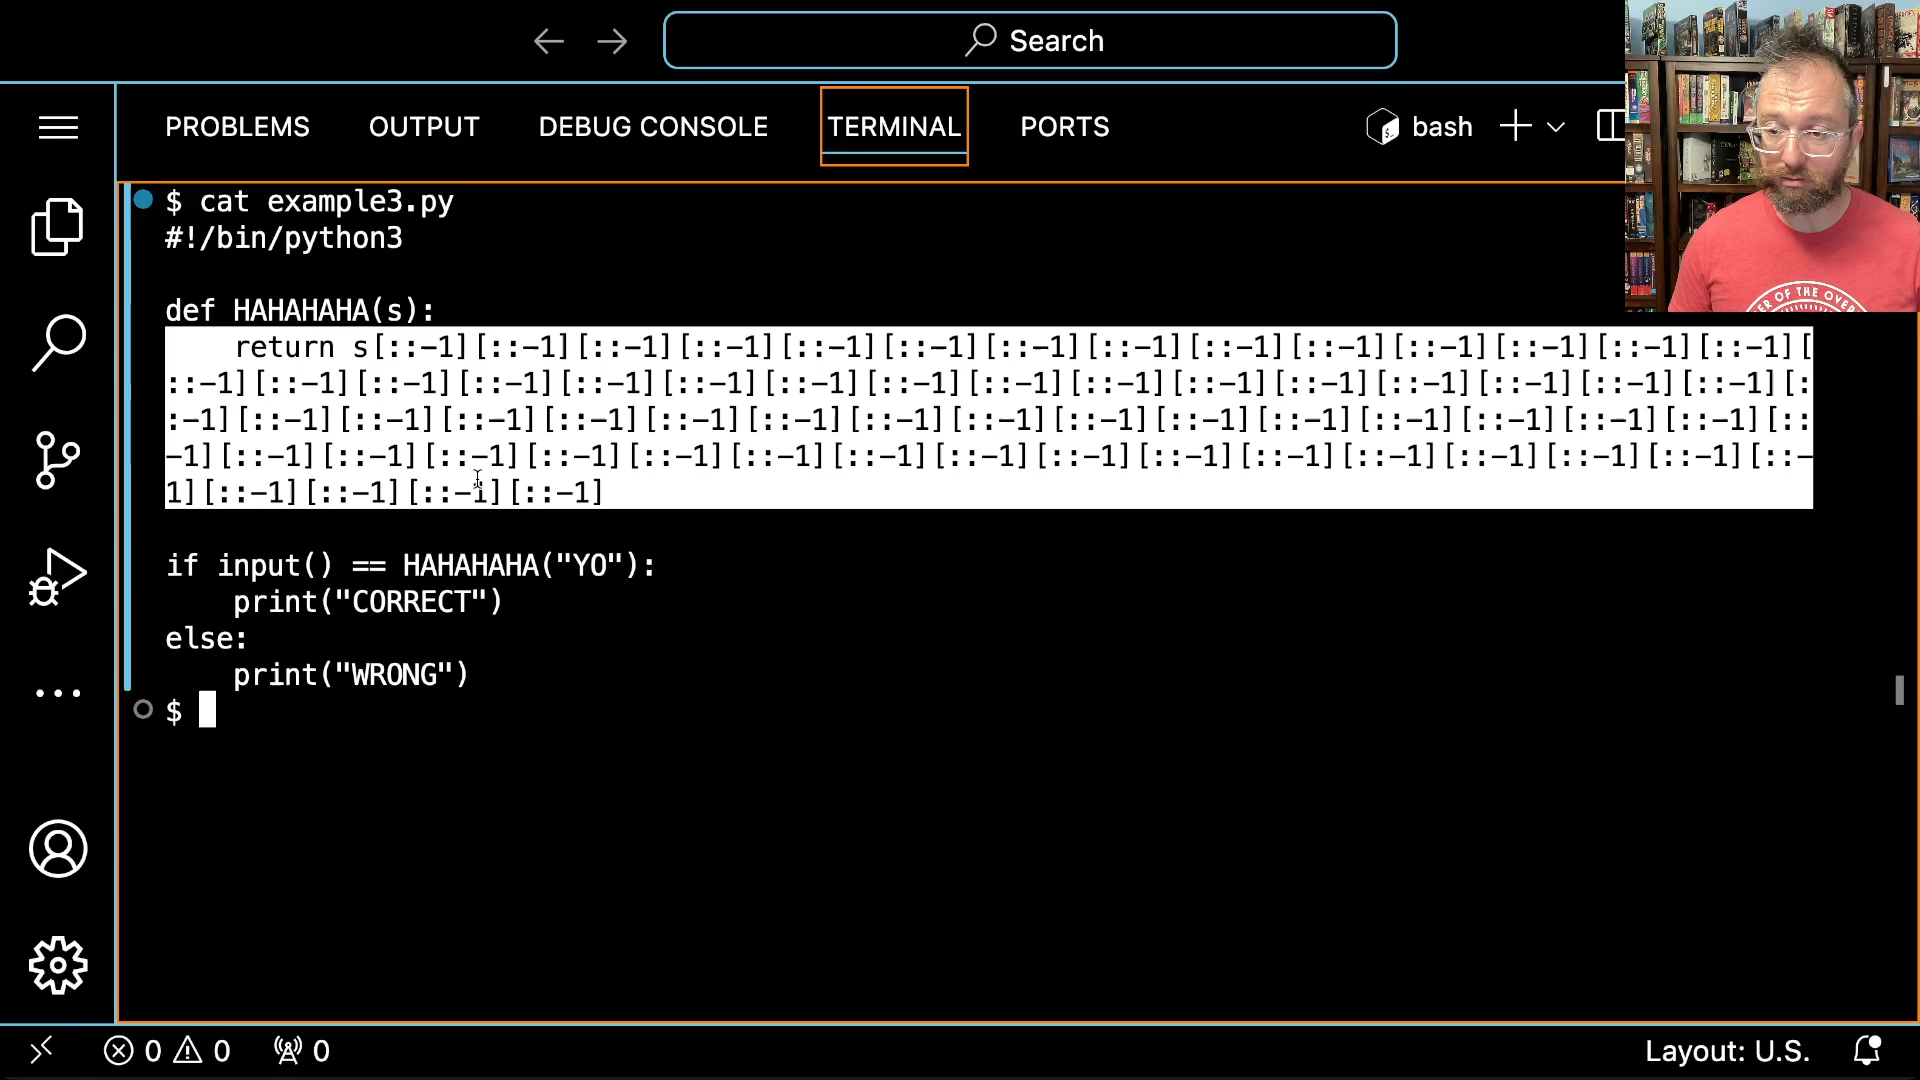 Search
PROBLEMS OUTPUT DEBUG CONSOLE TERMINAL PORTS bash
$ cat example3.py
#!/bin/python3
def HAHAHAHA(s):
return s[::-1][::-1][::-1][::-1][::-1][::-1][::-1][::-1][::-1][::-1][::-1][::-1][::-1][::-1][
::-1][::-1][::-1][::-1][::-1][::-1][::-1][::-1][::-1][::-1][::-1][::-1][::-1][::-1][::-1][::-1][:
:-1][::-1][::-1][::-1][::-1][::-1][::-1][::-1][::-1][::-1][::-1][::-1][::-1][::-1][::-1][::-1][::
-1][::-1][::-1][::-1][::-1][::-1][::-1][::-1][::-1][::-1][::-1][::-1][::-1][::-1][::-1][::-1][::-
1][::-1][::-1][::-1][::-1]
if input() == HAHAHAHA("YO"):
print("CORRECT")
else:
print("WRONG")
$
0 0 0
Layout: U.S.